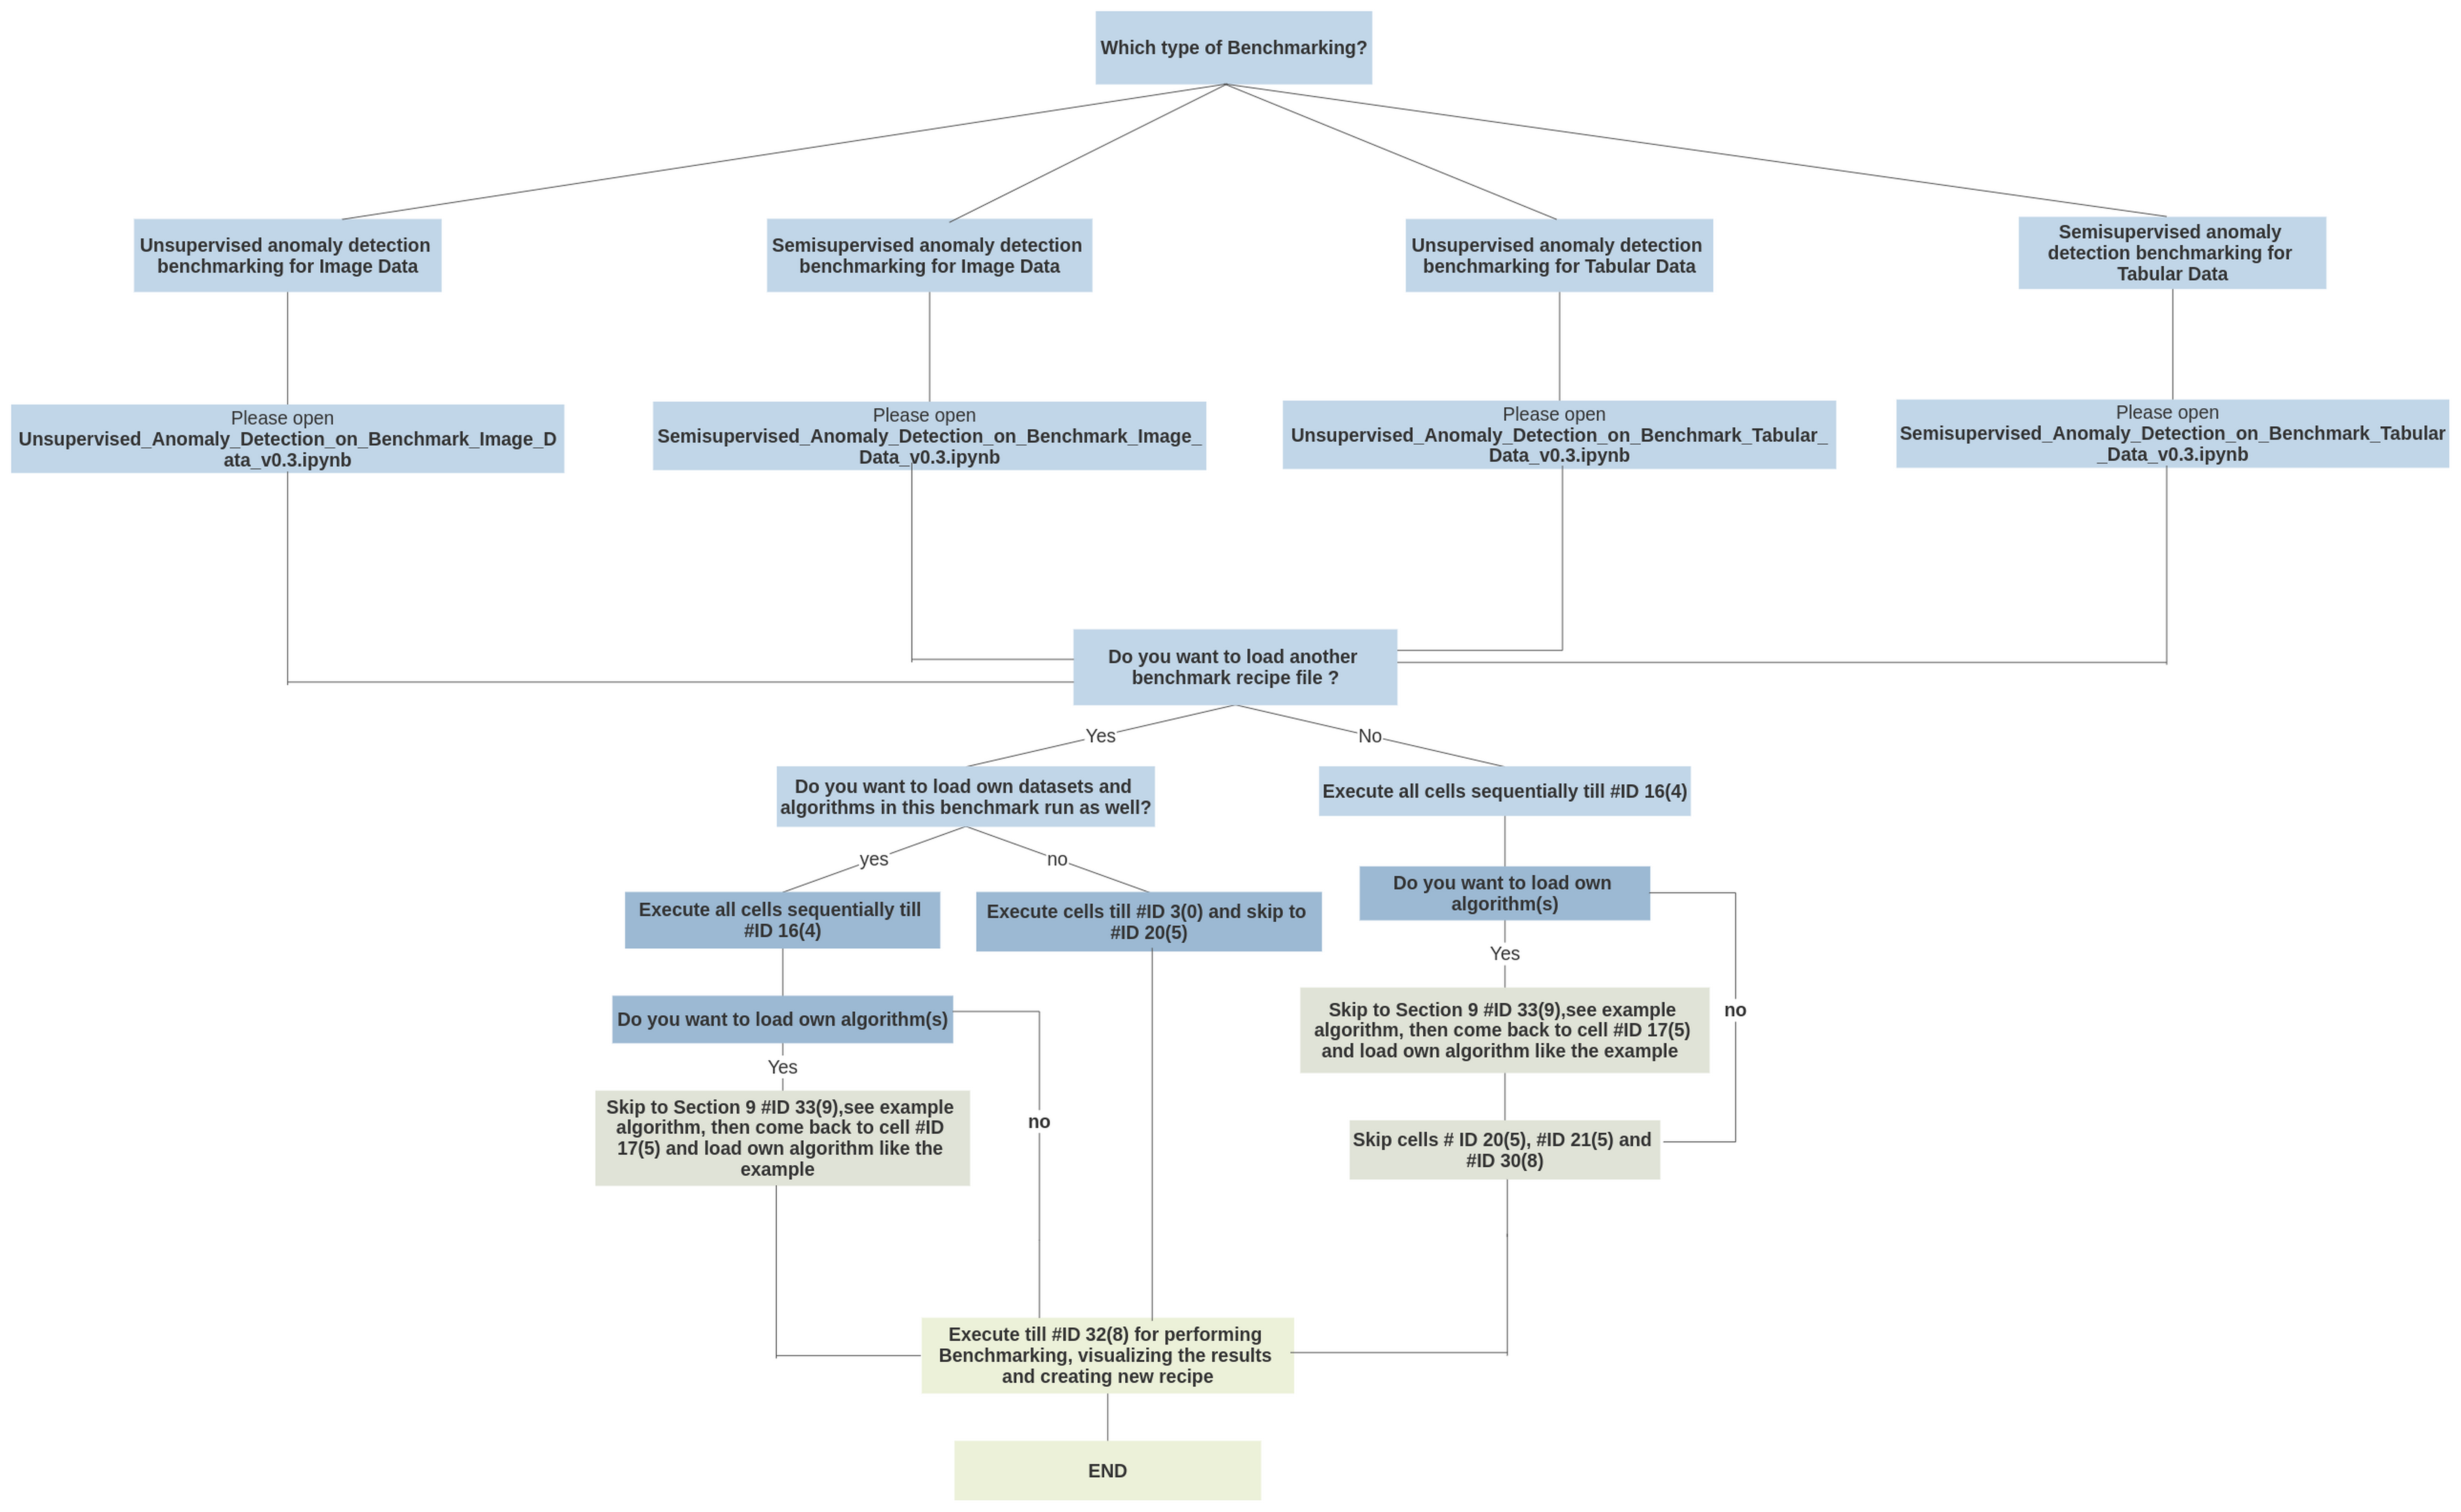 Which type of Benchmarking?
Unsupervised anomaly detection
benchmarking for Image Data
Semisupervised anomaly detection
benchmarking for Image Data
Unsupervised anomaly detection
benchmarking for Tabular Data
Semisupervised anomaly
detection benchmarking for
Tabular Data
Please open
Unsupervised_Anomaly_Detection_on_Benchmark_Image_D
ata_v0.3.ipynb
Please open
Semisupervised_Anomaly_Detection_on_Benchmark_Image_
Data_v0.3.ipynb
Please open
Unsupervised_Anomaly_Detection_on_Benchmark_Tabular_
Data_v0.3.ipynb
Please open
Semisupervised_Anomaly_Detection_on_Benchmark_Tabular
_Data_v0.3.ipynb
Do you want to load another
benchmark recipe file ?
Yes
No
Do you want to load own datasets and
algorithms in this benchmark run as well?
Execute all cells sequentially till #ID 16(4)
yes
no
Execute all cells sequentially till
#ID 16(4)
Execute cells till #ID 3(0) and skip to
#ID 20(5)
Do you want to load own
algorithm(s)
Yes
no
Do you want to load own algorithm(s)
Skip to Section 9 #ID 33(9),see example
algorithm, then come back to cell #ID 17(5)
and load own algorithm like the example
Yes
no
Skip to Section 9 #ID 33(9),see example
algorithm, then come back to cell #ID
17(5) and load own algorithm like the
example
Skip cells # ID 20(5), #ID 21(5) and
#ID 30(8)
Execute till #ID 32(8) for performing
Benchmarking, visualizing the results
and creating new recipe
END